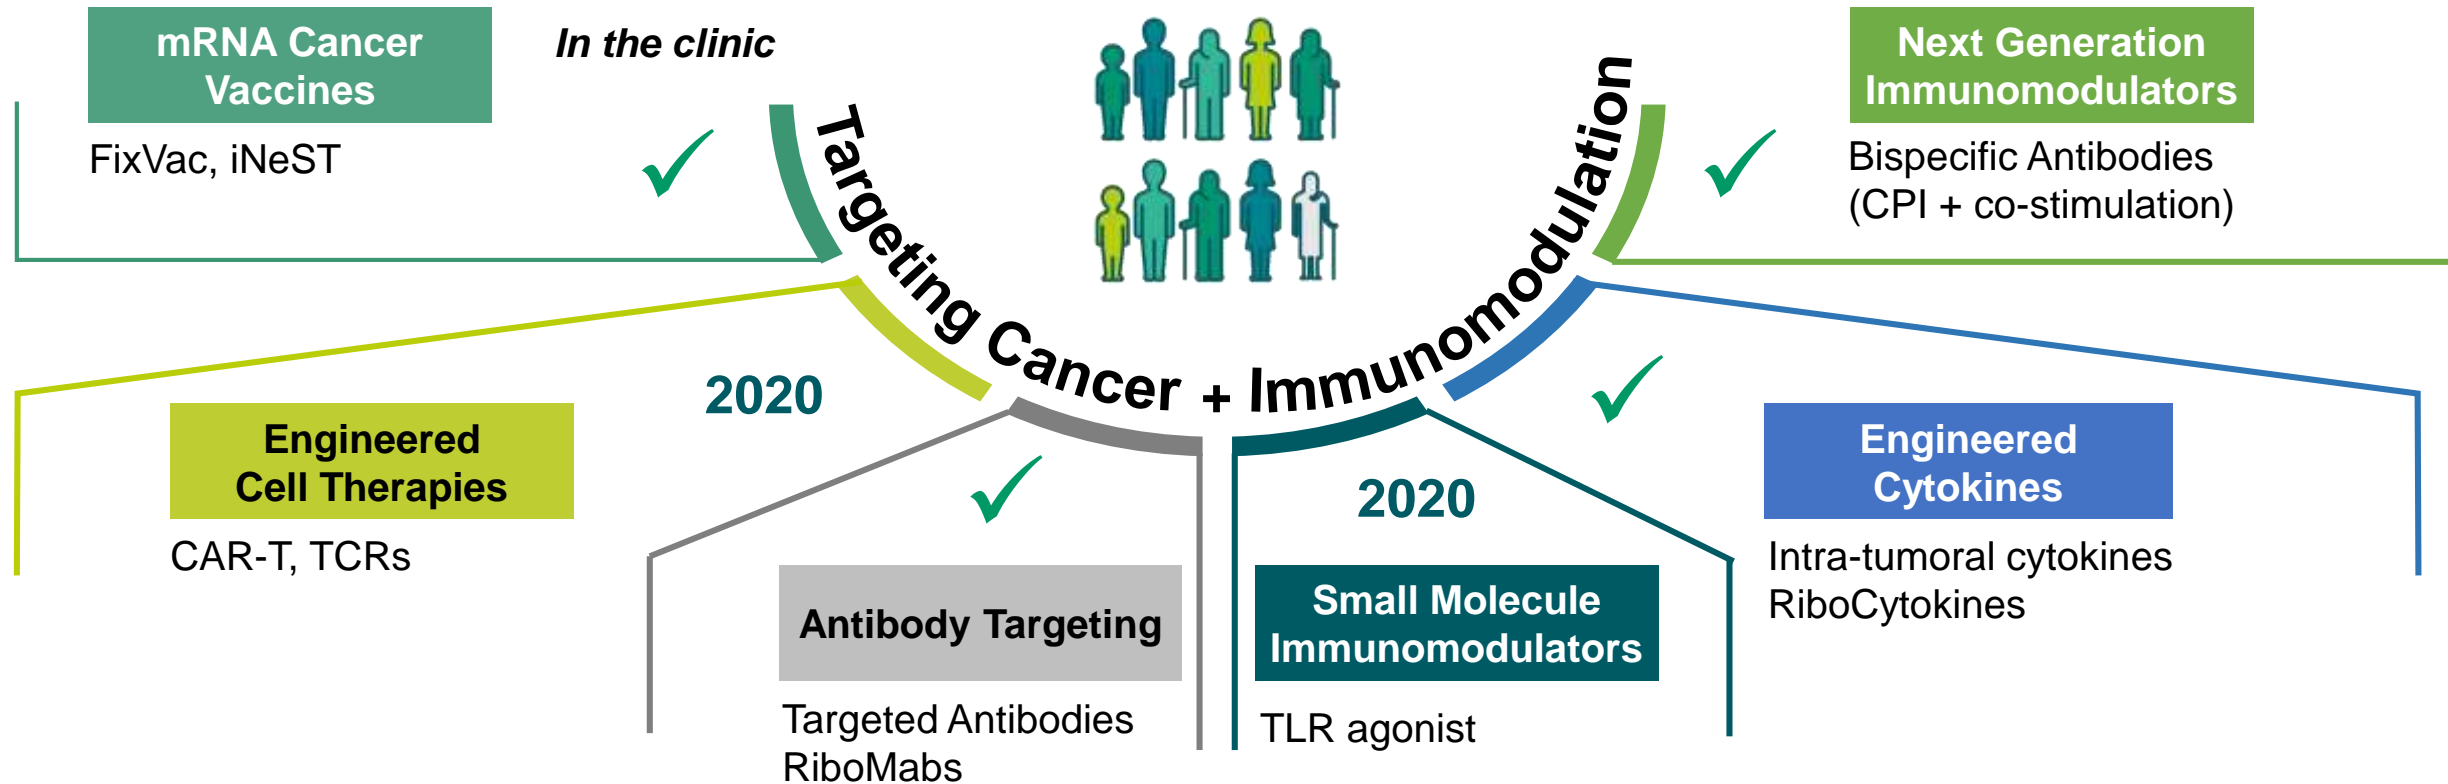 mRNA Cancer
Vaccines
FixVac, iNeST
In the clinic
Targeting Cancer + Immunomodulation
Next Generation
Immunomodulators
Bispecific Antibodies
(CPI + co-stimulation)
2020
Engineered
Cell Therapies
CAR-T, TCRs
Antibody Targeting
Targeted Antibodies
RiboMabs
2020
Small Molecule
Immunomodulators
TLR agonist
Engineered
Cytokines
Intra-tumoral cytokines
RiboCytokines